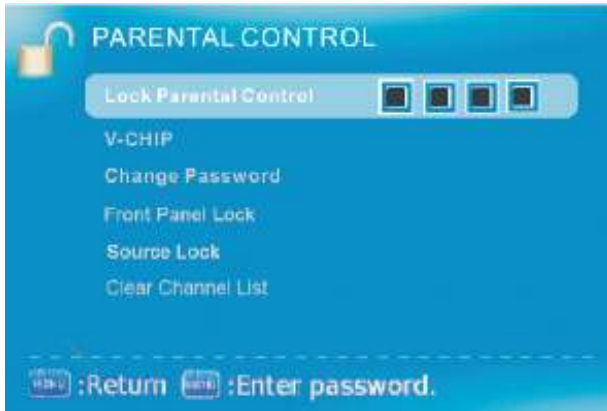 PARENTAL CONTROL
Lock Parental Control
V-CHIP
Change Password
Front Panel Lock
Source Lock
Clear Channel List
:Return :Enter password.